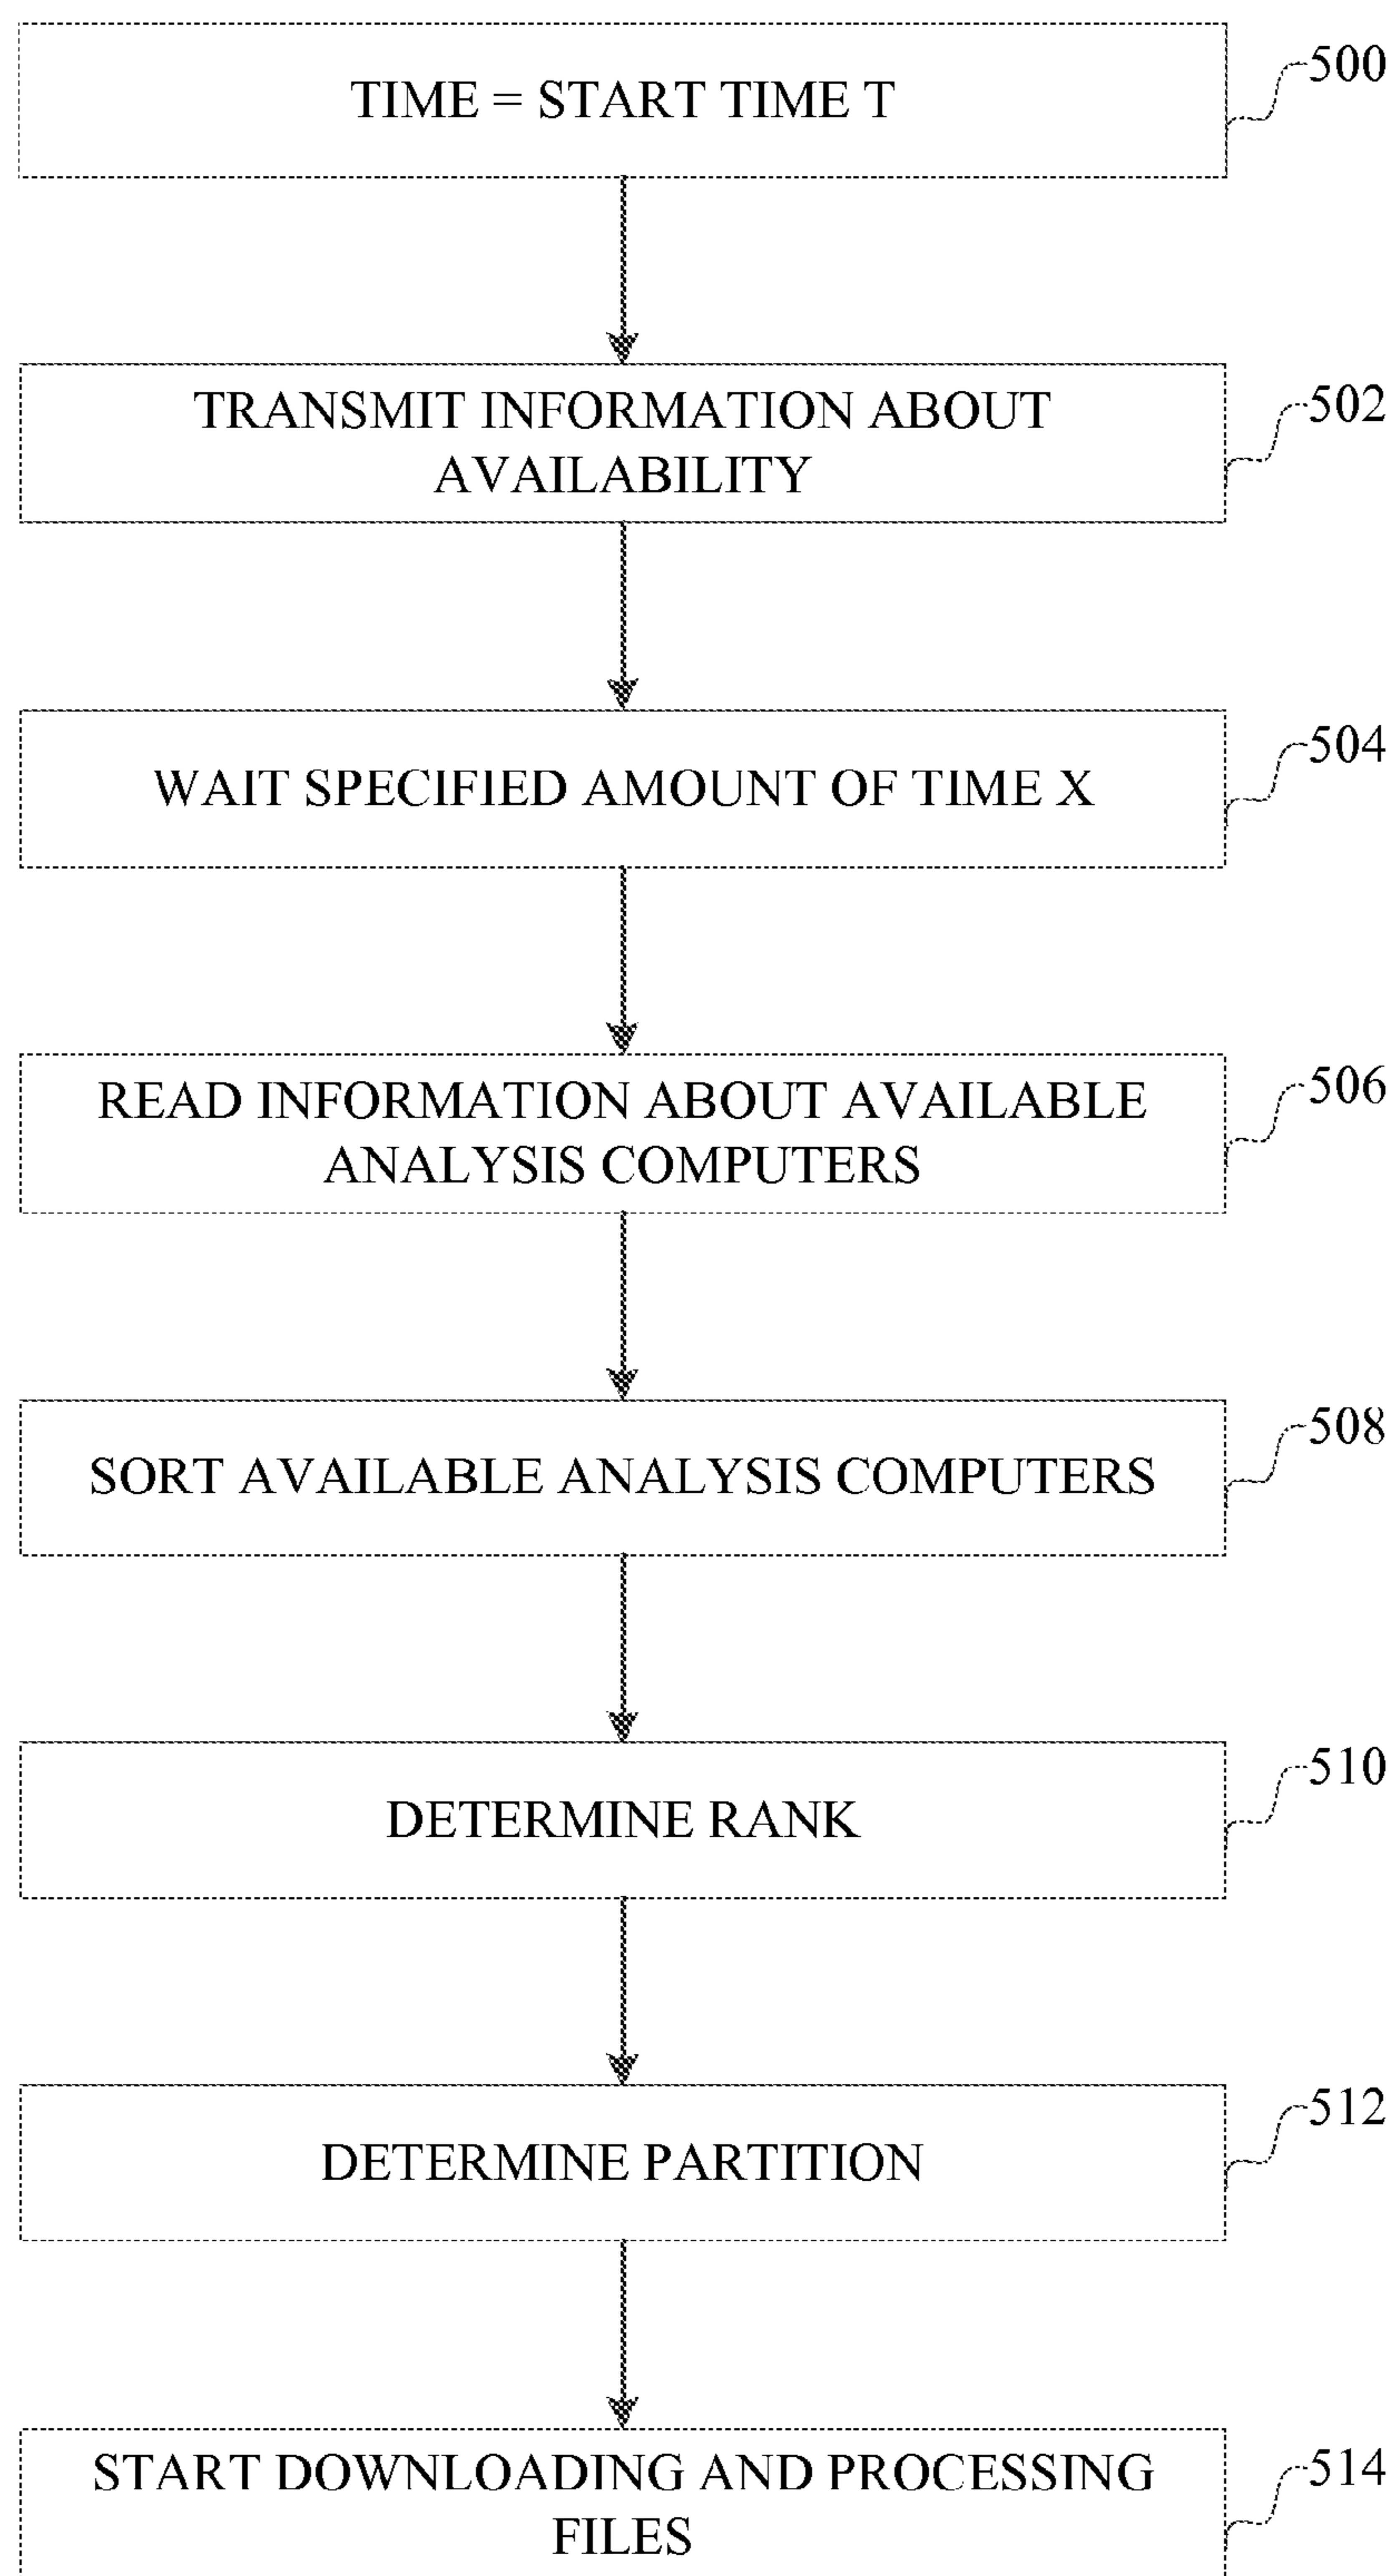 TIME = START TIME T
500
TRANSMIT INFORMATION ABOUT
AVAILABILITY
502
WAIT SPECIFIED AMOUNT OF TIME X
504
READ INFORMATION ABOUT AVAILABLE
ANALYSIS COMPUTERS
506
SORT AVAILABLE ANALYSIS COMPUTERS
508
DETERMINE RANK
510
DETERMINE PARTITION
512
START DOWNLOADING AND PROCESSING
FILES
514